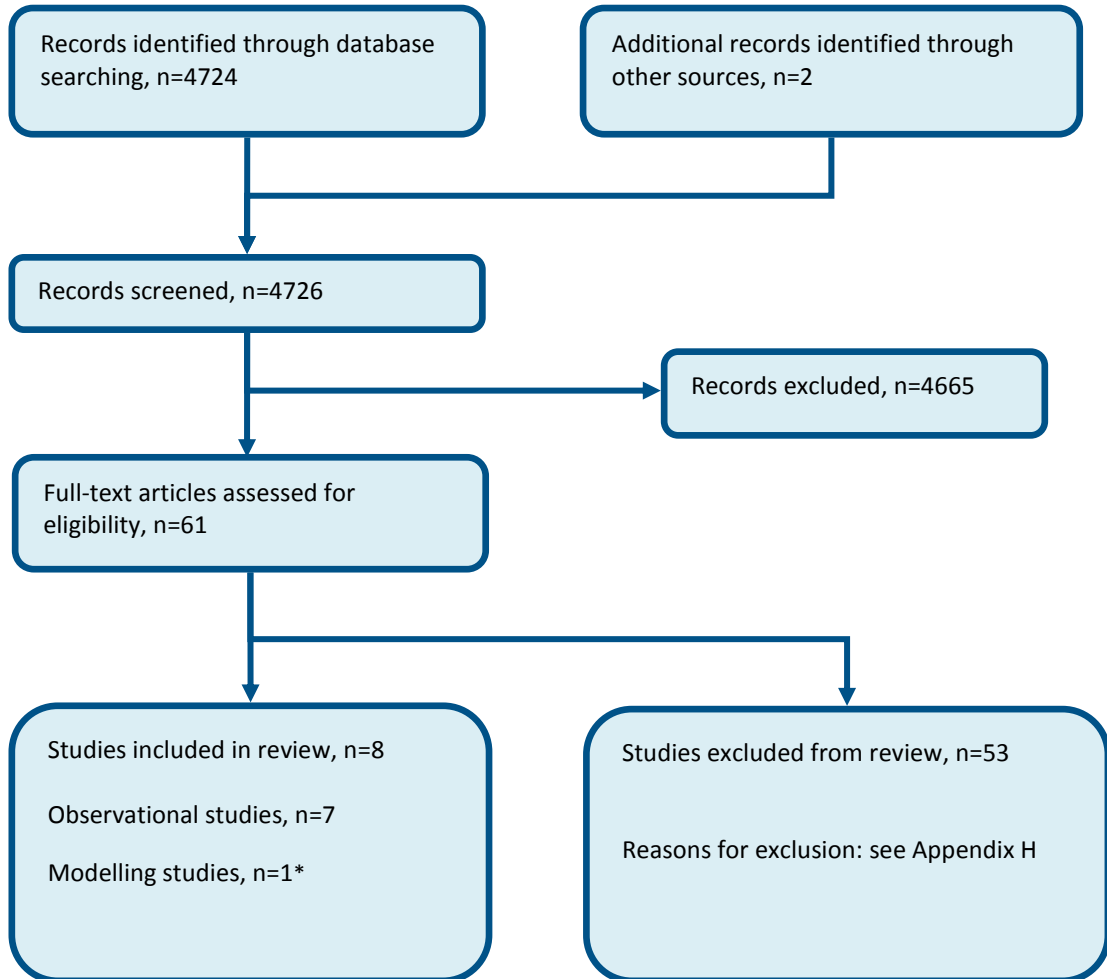 Records identified through database
searching, n=4724
Additional records identified through
other sources, n=2
Records screened, n=4726
Records excluded, n=4665
Full-text articles assessed for
eligibility, n=61
Studies included in review, n=8
Observational studies, n=7
Modelling studies, n=1*
Studies excluded from review, n=53
Reasons for exclusion: see Appendix H